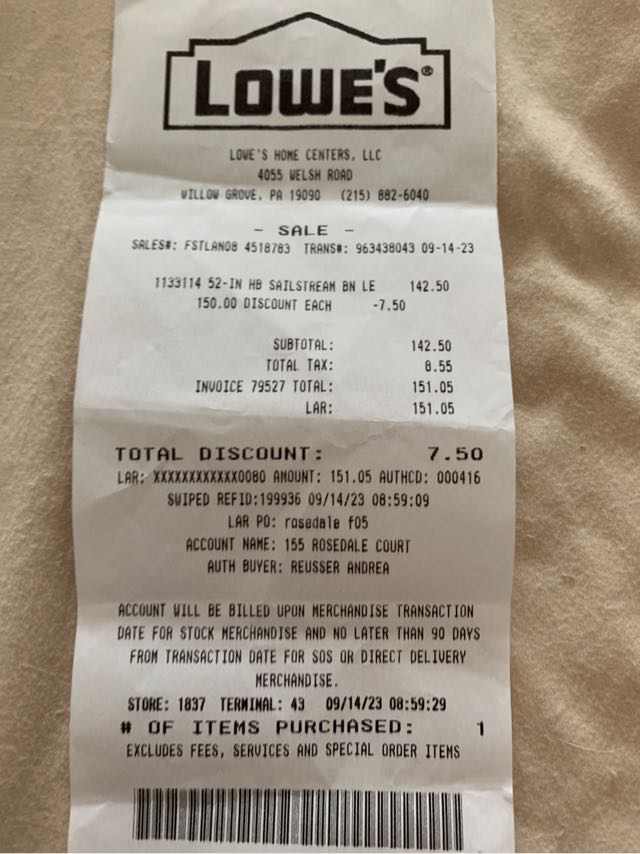 LOWE'S®
LOWE'S HOME CENTERS, LLC
4055 WELSH ROAD
WILLOW GROVE, PA 19090 (215) 882-6040
- SALE -
SALES#: FSTLAN08 4518783 TRANS#: 963438043 09-14-23
1133114 52-IN HB SAILSTREAM BN LE 142.50
150.00 DISCOUNT EACH -7.50
SUBTOTAL: 142.50
TOTAL TAX: 8.55
INVOICE 79527 TOTAL: 151.05
LAR: 151.05
TOTAL DISCOUNT: 7.50
LAR: XXXXXXXXXXXX0080 AMOUNT: 151.05 AUTHCD: 000416
SWIPED REFID:199936 09/14/23 08:59:09
LAR PO: rosedale f05
ACCOUNT NAME: 155 ROSEDALE COURT
AUTH BUYER: REUSSER ANDREA
ACCOUNT WILL BE BILLED UPON MERCHANDISE TRANSACTION
DATE FOR STOCK MERCHANDISE AND NO LATER THAN 90 DAYS
FROM TRANSACTION DATE FOR SOS OR DIRECT DELIVERY
MERCHANDISE.
STORE: 1837 TERMINAL: 43 09/14/23 08:59:29
# OF ITEMS PURCHASED: 1
EXCLUDES FEES, SERVICES AND SPECIAL ORDER ITEMS